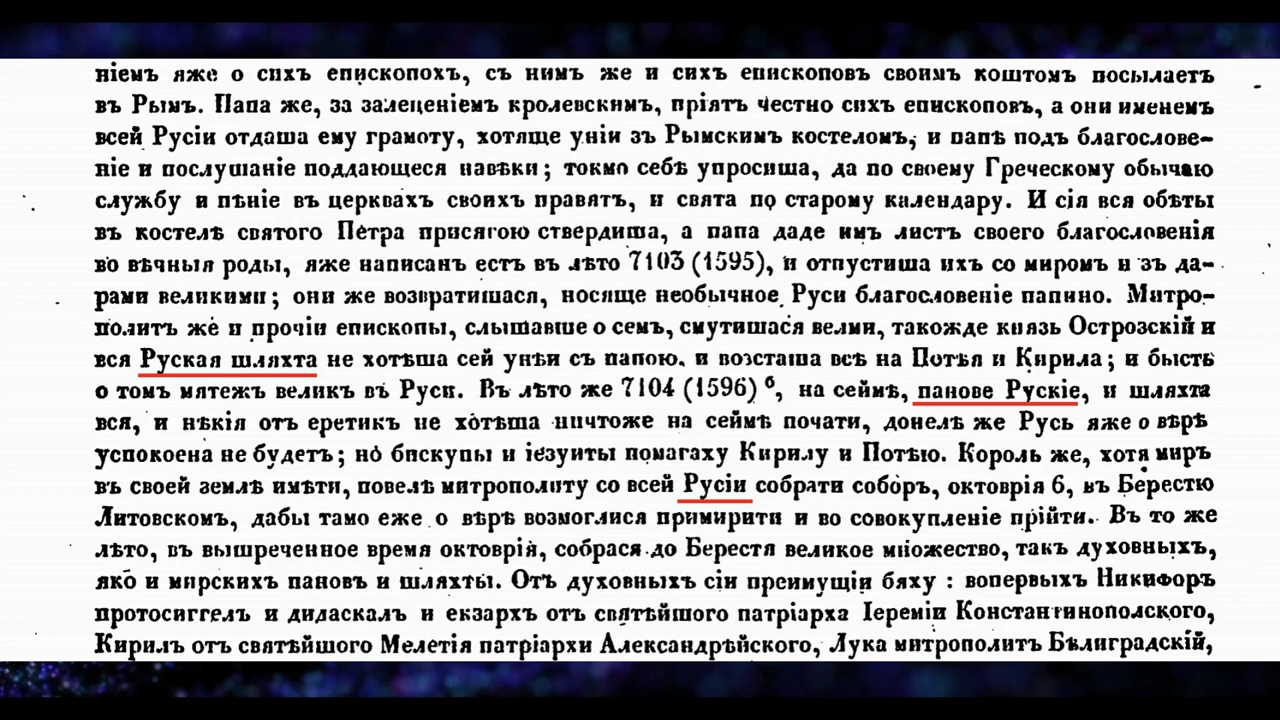 ніемъ яже о сихъ епископохъ, съ нимъ же и сихъ епископовъ своимъ коштомъ посылаетъ
въ Рымъ. Папа же, за залеценіемъ кролевскимъ, пріятъ честно сихъ епископовъ, а они именемъ
всей Русіи отдаша ему грамоту, хотяще уніи зъ Рымскимъ костеломъ, и папѣ подъ благослове-
ніе и послушаніе поддающеся навѣки; токмо себѣ упросиша, да по своему Греческому обычаю
службу и пѣніе въ церквахъ своихъ правятъ, и свята по старому календару. И сія вся обѣты
въ костелѣ святого Петра присягою ствердиша, а папа даде имъ листъ своего благословенія
во вѣчныя роды, яже написанъ есть въ лѣто 7103 (1595), и отпустиша ихъ со миромъ и зъ да-
рами великими; они же возвратишася, носяще необычное Руси благословеніе папино. Митро-
политъ же и прочіи епископы, слышавше о семъ, смутишася велми, такожде князь Острозскій и
вся Руская шляхта не хотѣша сей унѣи съ папою, и возсташа всѣ на Потѣя и Кирила; и бысть
о томъ мятежъ великъ въ Руси. Въ лѣто же 7104 (1596) ⁶, на сеймѣ, панове Рускіе, и шляхта
вся, и нѣкія отъ еретикъ не хотѣша ничтоже на сеймѣ почати, донелѣ же Русь яже о вѣрѣ
успокоена не будетъ; но бискупы и іезуиты помагаху Кирилу и Потѣю. Король же, хотя миръ
въ своей землѣ имѣти, повелѣ митрополиту со всей Русіи собрати соборъ, октоврія 6, въ Берестю
Литовскомъ, дабы тамо еже о вѣрѣ возмоглися примирити и во совокупленіе прійти. Въ то же
лѣто, въ вышреченное время октоврія, собрася до Берестя великое множество, такъ духовныхъ,
яко и мирскихъ пановъ и шляхты. Отъ духовныхъ сіи преимущіи бяху: вопервыхъ Никифоръ
протосиггелъ и дидаскалъ и екзархъ отъ святѣйшого патріарха Іереміи Константинополского,
Кирилъ отъ святѣйшого Мелетія патріархи Александрѣйского, Лука митрополитъ Бѣлиградскій,